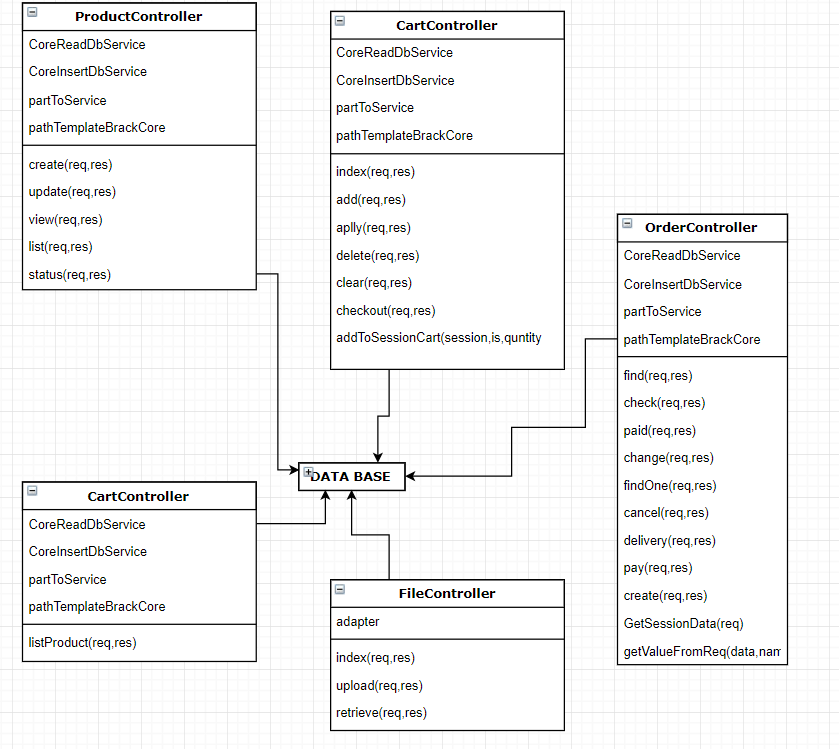 ProductController
CoreReadDbService
CoreInsertDbService
partToService
pathTemplateBrackCore
create(req,res)
update(req,res)
view(req,res)
list(req,res)
status(req,res)
CartController
CoreReadDbService
CoreInsertDbService
partToService
pathTemplateBrackCore
index(req,res)
add(req,res)
aplly(req,res)
delete(req,res)
clear(req,res)
checkout(req,res)
addToSessionCart(session,is,quntity
OrderController
CoreReadDbService
CoreInsertDbService
partToService
pathTemplateBrackCore
find(req,res)
check(req,res)
paid(req,res)
change(req,res)
findOne(req,res)
cancel(req,res)
delivery(req,res)
pay(req,res)
create(req,res)
GetSessionData(req)
getValueFromReq(data,nam
DATA BASE
CartController
CoreReadDbService
CoreInsertDbService
partToService
pathTemplateBrackCore
listProduct(req,res)
FileController
adapter
index(req,res)
upload(req,res)
retrieve(req,res)